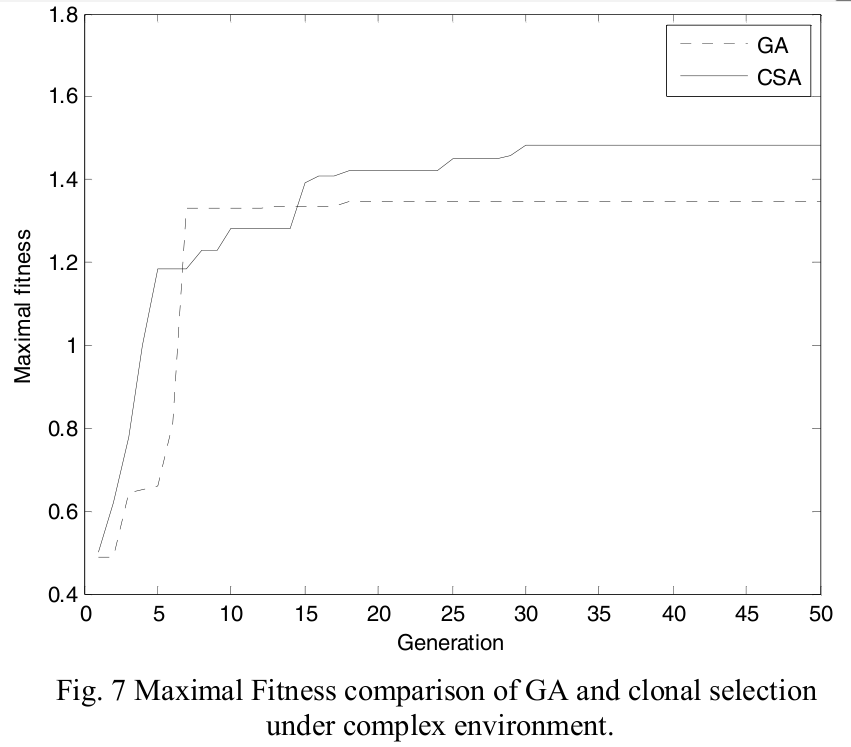 1.8
1.6
1.4
1.2
1
0.8
0.6
0.4
Maximal fitness
GA
CSA
0 5 10 15 20 25 30 35 40 45 50
Generation
Fig. 7 Maximal Fitness comparison of GA and clonal selection
under complex environment.